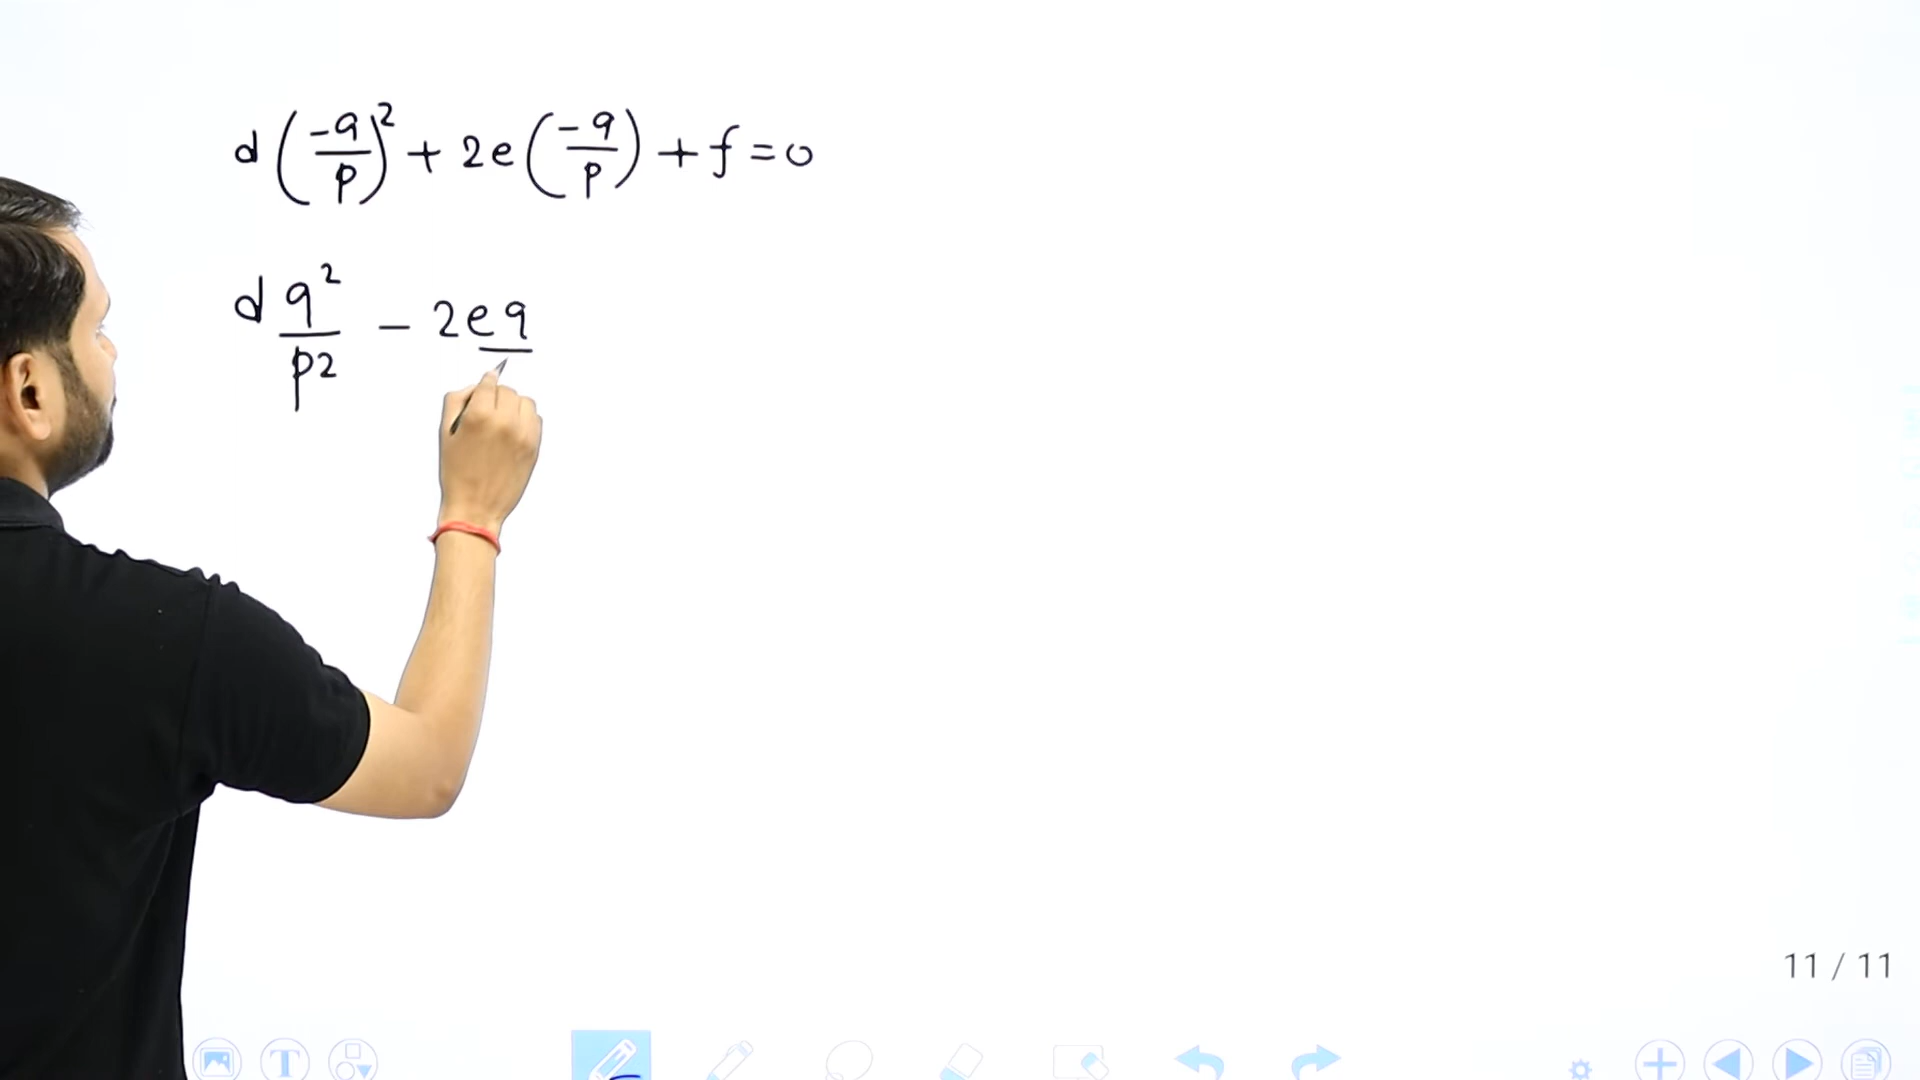 d(-q/p)² + 2e(-q/p) + f = 0
d q²/p² - 2eq/
11 / 11
T